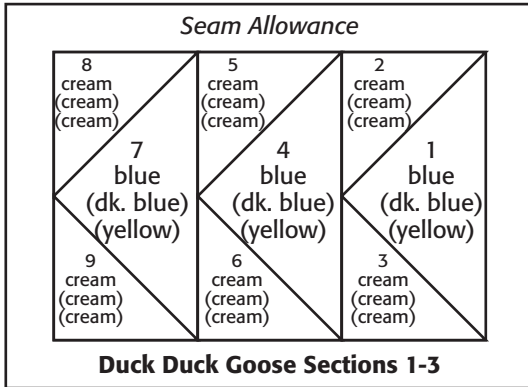 Seam Allowance
8
cream
(cream)
(cream)
5
cream
(cream)
(cream)
2
cream
(cream)
(cream)
7
blue
(dk. blue)
(yellow)
4
blue
(dk. blue)
(yellow)
1
blue
(dk. blue)
(yellow)
9
cream
(cream)
(cream)
6
cream
(cream)
(cream)
3
cream
(cream)
(cream)
Duck Duck Goose Sections 1-3